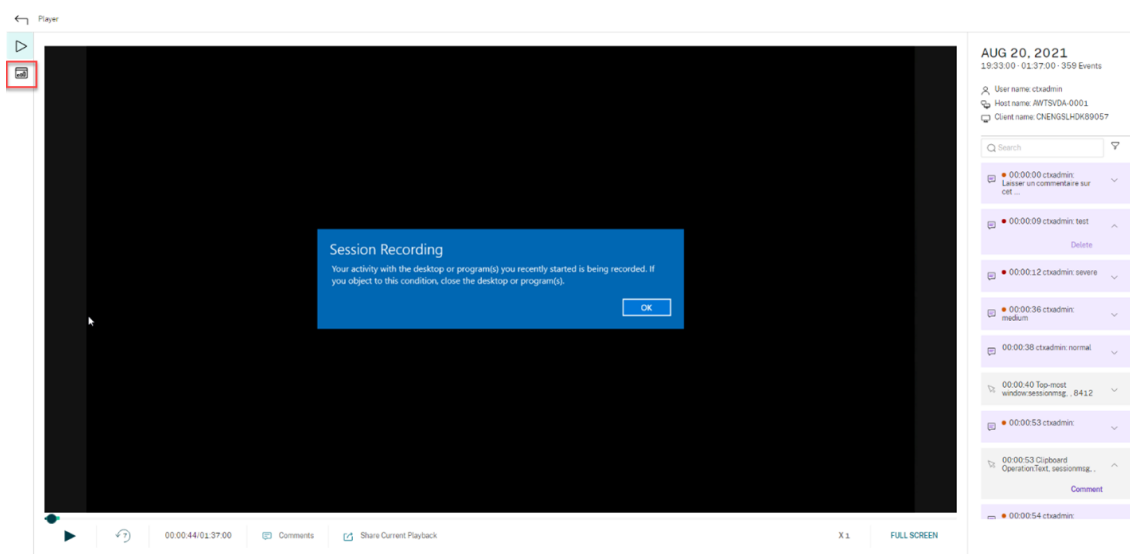 Player
AUG 20, 2021
19:33:00 - 01:37:00 - 359 Events
User name: ctxadmin
Host name: AWTSVDA-0001
Client name: CNENGSLHDK89057
Search
00:00:00 ctxadmin:
Laisser un commentaire sur
cet ...
00:00:09 ctxadmin: test
Delete
00:00:12 ctxadmin: severe
00:00:36 ctxadmin:
medium
00:00:38 ctxadmin: normal
00:00:40 Top-most
window:sessionmsg, , 8412
00:00:53 ctxadmin:
00:00:53 Clipboard
Operation:Text, sessionmsg, ,
Comment
00:00:54 ctxadmin:
Session Recording
Your activity with the desktop or program(s) you recently started is being recorded. If
you object to this condition, close the desktop or program(s).
OK
7
00:00:44/01:37:00
Comments
Share Current Playback
X 1
FULL SCREEN